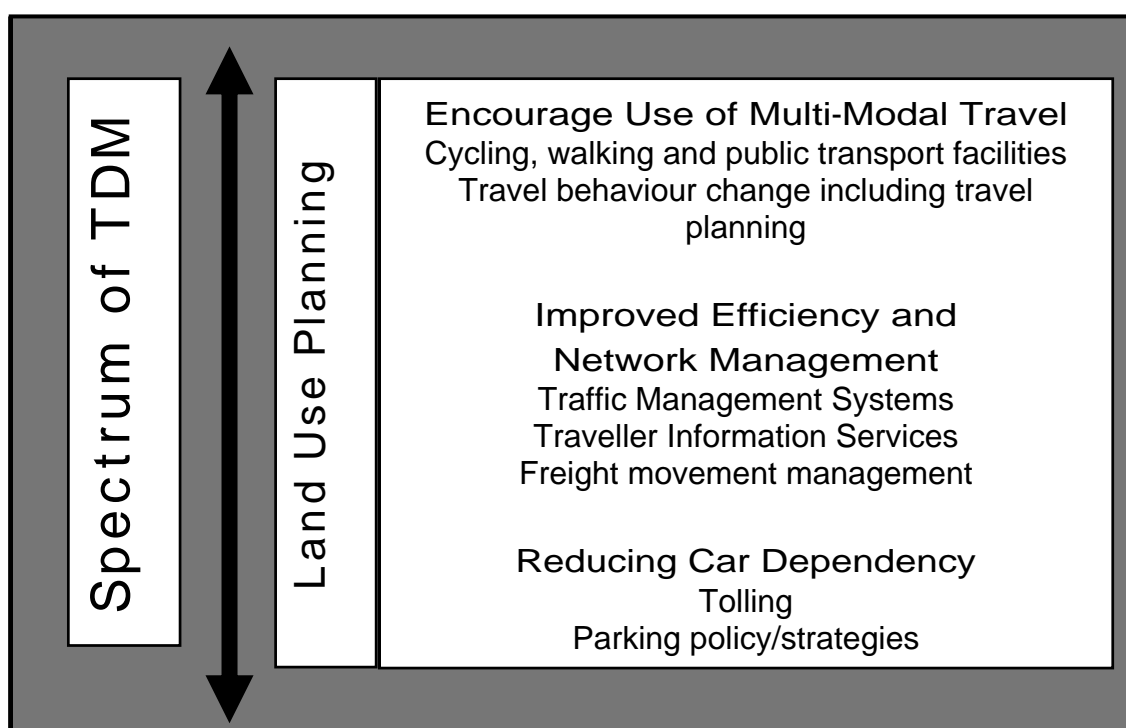 Spectrum of TDM
Land Use Planning
Encourage Use of Multi-Modal Travel
Cycling, walking and public transport facilities
Travel behaviour change including travel
planning
Improved Efficiency and
Network Management
Traffic Management Systems
Traveller Information Services
Freight movement management
Reducing Car Dependency
Tolling
Parking policy/strategies